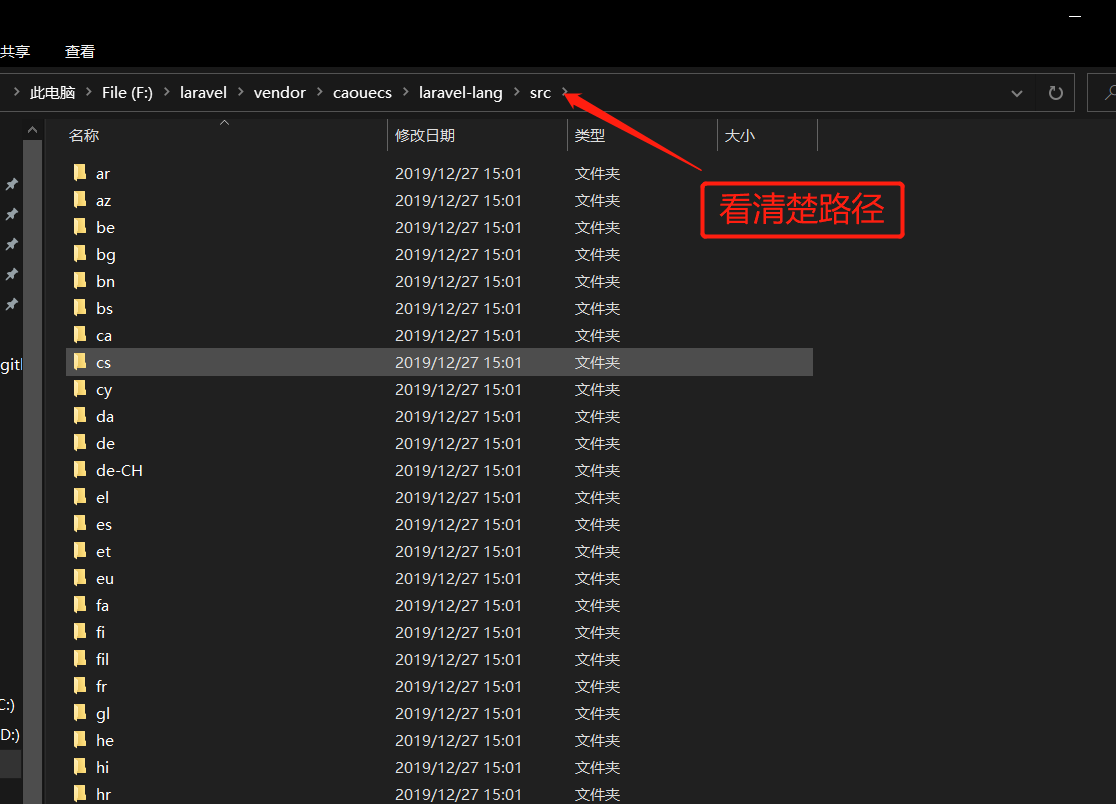 共享 查看
此电脑 File (F:) laravel vendor caouecs laravel-lang src
名称 修改日期 类型 大小
看清楚路径
ar 2019/12/27 15:01 文件夹
az 2019/12/27 15:01 文件夹
be 2019/12/27 15:01 文件夹
bg 2019/12/27 15:01 文件夹
bn 2019/12/27 15:01 文件夹
bs 2019/12/27 15:01 文件夹
ca 2019/12/27 15:01 文件夹
cs 2019/12/27 15:01 文件夹
cy 2019/12/27 15:01 文件夹
da 2019/12/27 15:01 文件夹
de 2019/12/27 15:01 文件夹
de-CH 2019/12/27 15:01 文件夹
el 2019/12/27 15:01 文件夹
es 2019/12/27 15:01 文件夹
et 2019/12/27 15:01 文件夹
eu 2019/12/27 15:01 文件夹
fa 2019/12/27 15:01 文件夹
fi 2019/12/27 15:01 文件夹
fil 2019/12/27 15:01 文件夹
fr 2019/12/27 15:01 文件夹
gl 2019/12/27 15:01 文件夹
he 2019/12/27 15:01 文件夹
hi 2019/12/27 15:01 文件夹
hr 2019/12/27 15:01 文件夹
C:)
D:)